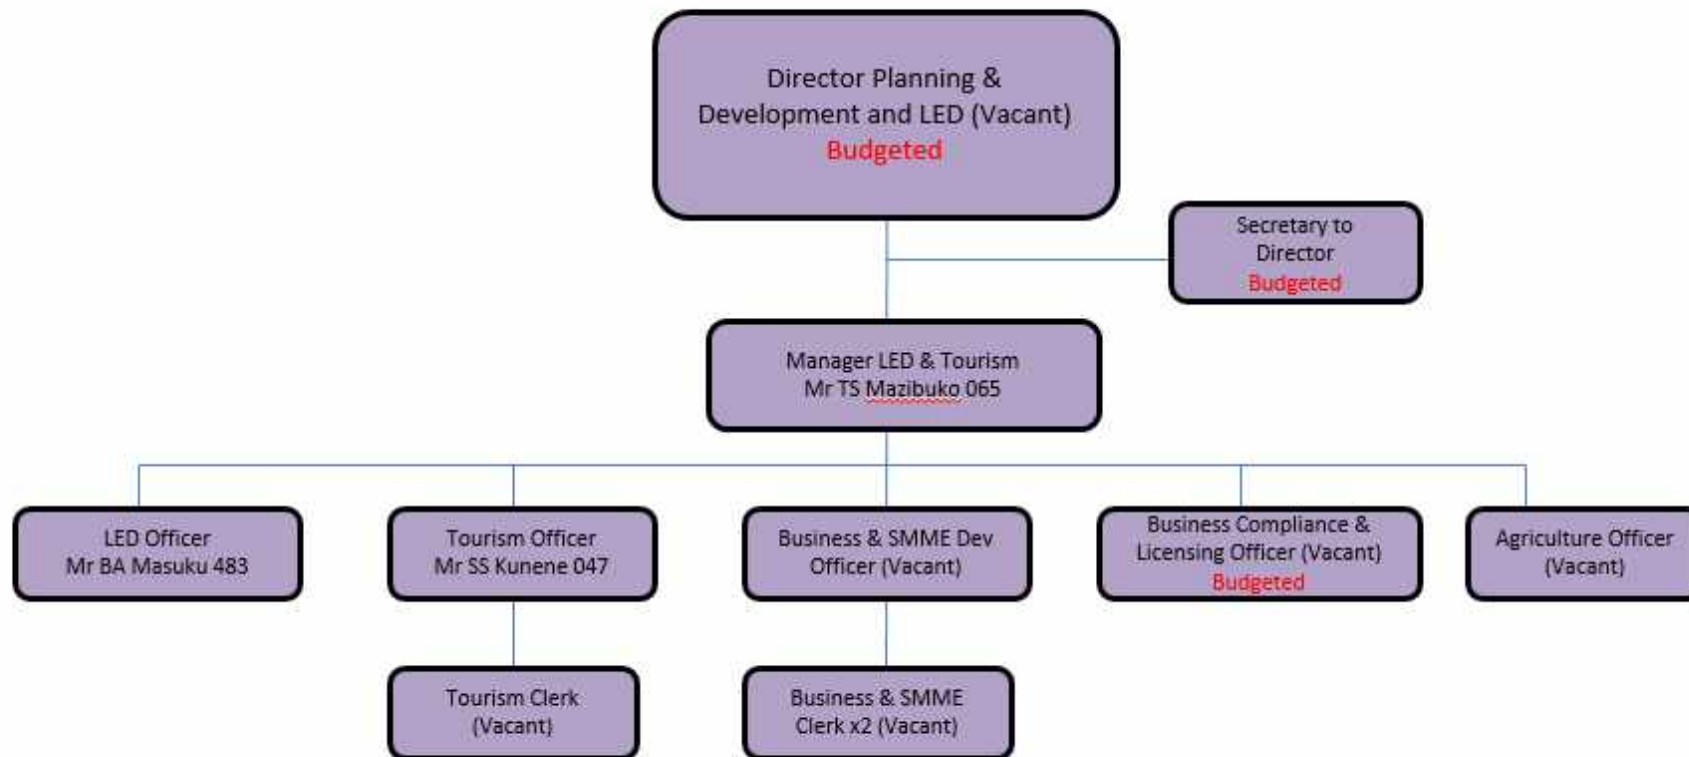 Director Planning &
Development and LED (Vacant)
Budgeted
Secretary to
Director
Budgeted
Manager LED & Tourism
Mr TS Mazibuko 065
LED Officer
Mr BA Masuku 483
Tourism Officer
Mr SS Kunene 047
Business & SMME Dev
Officer (Vacant)
Business Compliance &
Licensing Officer (Vacant)
Budgeted
Agriculture Officer
(Vacant)
Tourism Clerk
(Vacant)
Business & SMME
Clerk x2 (Vacant)